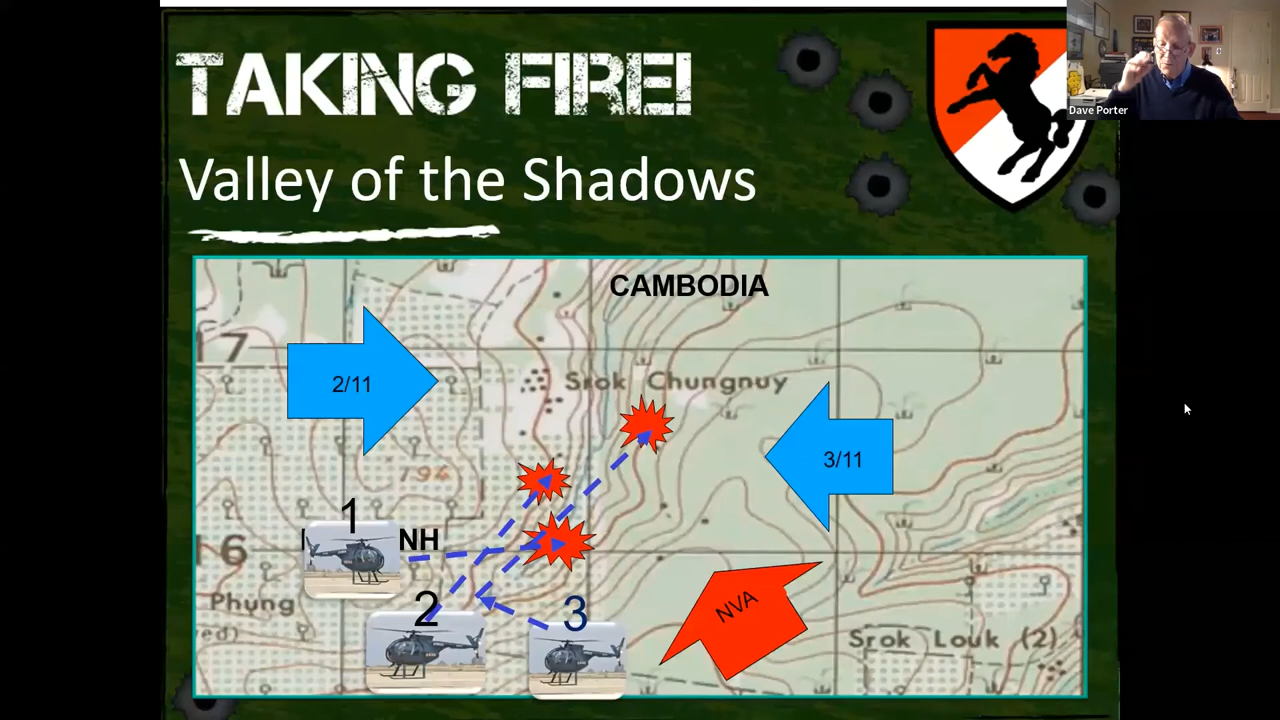 TAKING FIRE!
Dave Porter
Valley of the Shadows
CAMBODIA
17
2/11
Srok Chungnuy
3/11
194
1
NH
16
2
3
NVA
Phung
Srok Louk (2)